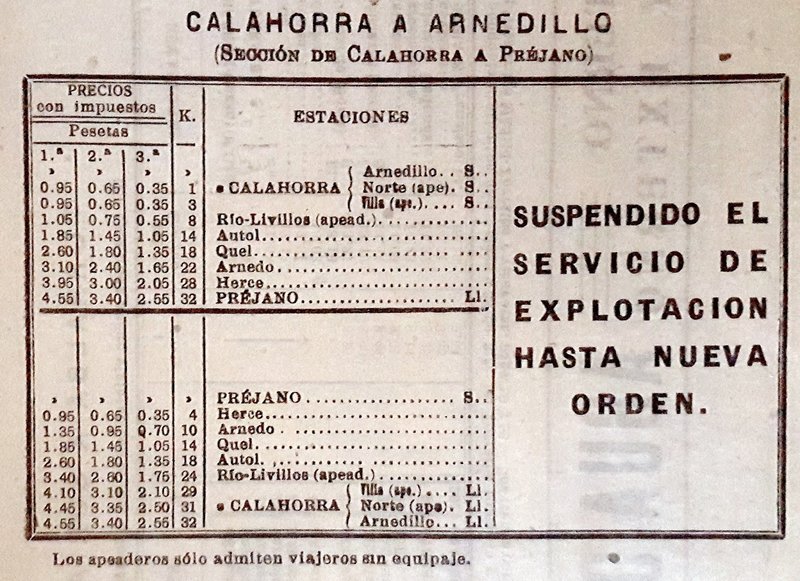 CALAHORRA A ARNEDILLO
(SECCIÓN DE CALAHORRA A PRÉJANO)
PRECIOS con impuestos K. ESTACIONES
Pesetas
1.ª 2.ª 3.ª
» » » » Arnedillo.. S..
0.95 0.65 0.35 1 CALAHORRA Norte (ape). S..
0.95 0.65 0.35 3 Villa (ape.).... S..
1.05 0.75 0.55 8 Río-Livillos (apead.)
1.85 1.45 1.05 14 Autol
2.60 1.80 1.35 18 Quel
3.10 2.40 1.65 22 Arnedo
3.95 3.00 2.05 28 Herce
4.55 3.40 2.55 32 PRÉJANO Ll.
» » » » PRÉJANO S..
0.95 0.65 0.35 4 Herce
1.35 0.95 0.70 10 Arnedo
1.85 1.45 1.05 14 Quel
2.60 1.80 1.35 18 Autol
3.40 2.60 1.75 24 Río-Livillos (apead.)
4.10 3.10 2.10 29 Villa (ape.).... Ll.
4.45 3.35 2.50 31 CALAHORRA Norte (ape). Ll.
4.55 3.40 2.55 32 Arnedillo... Ll.
SUSPENDIDO EL
SERVICIO DE
EXPLOTACION
HASTA NUEVA
ORDEN.
Los apeaderos sólo admiten viajeros sin equipaje.